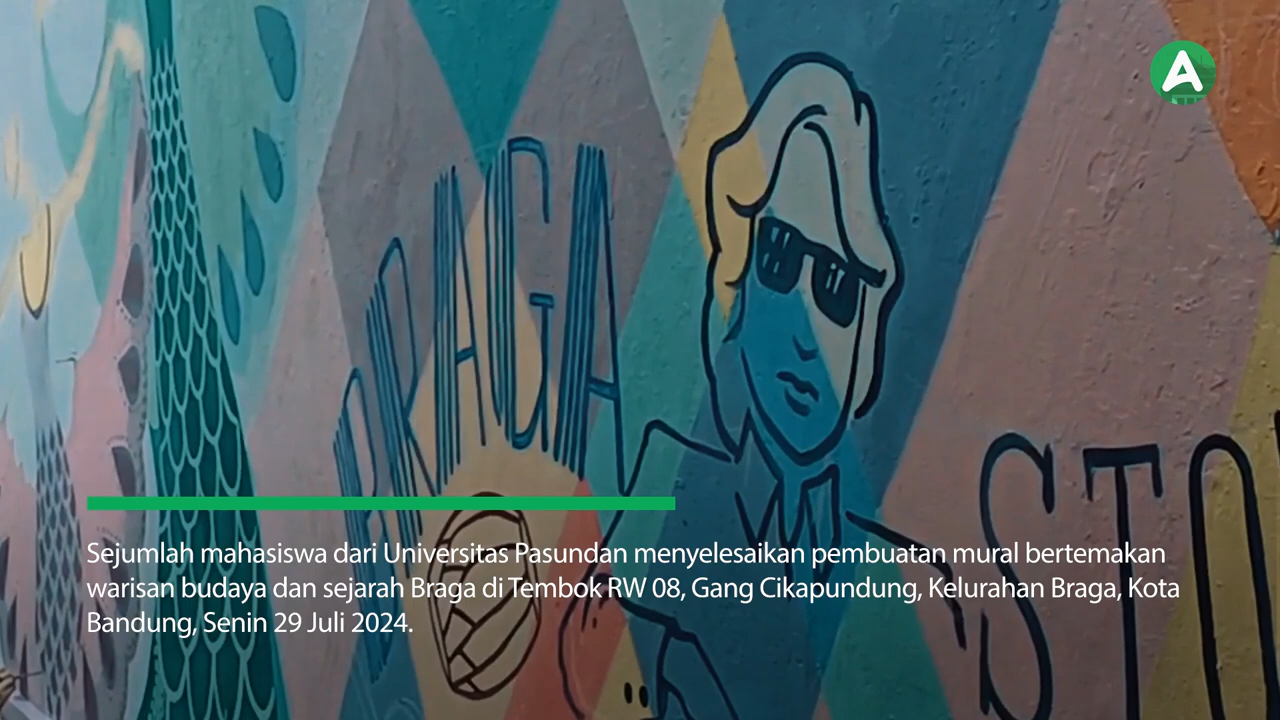 A
BRAGA
STO
Sejumlah mahasiswa dari Universitas Pasundan menyelesaikan pembuatan mural bertemakan
warisan budaya dan sejarah Braga di Tembok RW 08, Gang Cikapundung, Kelurahan Braga, Kota
Bandung, Senin 29 Juli 2024.